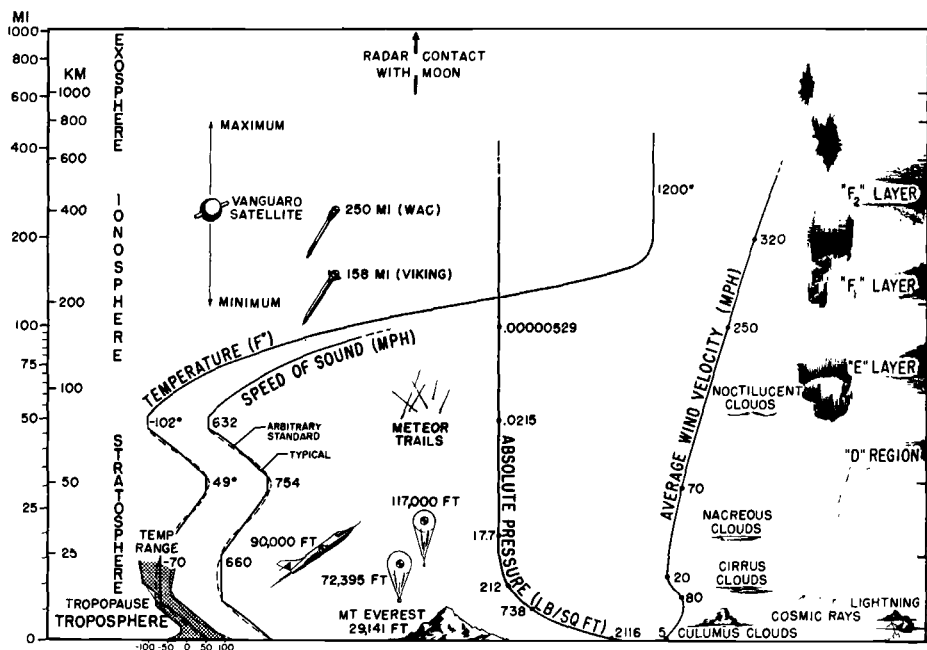 MI
1000
800
600
400
200
100
75
50
25
0
KM
1000
800
600
400
200
100
50
25
EXOSPHERE
IONOSPHERE
STRATOSPHERE
TROPOPAUSE
TROPOSPHERE
RADAR CONTACT
WITH MOON
MAXIMUM
VANGUARD
SATELLITE
MINIMUM
250 MI (WAC)
158 MI (VIKING)
TEMPERATURE (F°)
SPEED OF SOUND (MPH)
-102°
632
ARBITRARY
STANDARD
TYPICAL
49°
754
TEMP
RANGE
-70
660
-100 -50 0 50 100
METEOR
TRAILS
117,000 FT
90,000 FT
72,395 FT
MT EVEREST
29,141 FT
1200°
.00000529
.0215
17.7
212
738
2116
ABSOLUTE PRESSURE (LB/SQ FT)
AVERAGE WIND VELOCITY (MPH)
320
250
70
20
80
5
"F2" LAYER
"F1" LAYER
"E" LAYER
NOCTILUCENT
CLOUDS
"D" REGION
NACREOUS
CLOUDS
CIRRUS
CLOUDS
LIGHTNING
COSMIC RAYS
CULUMUS CLOUDS